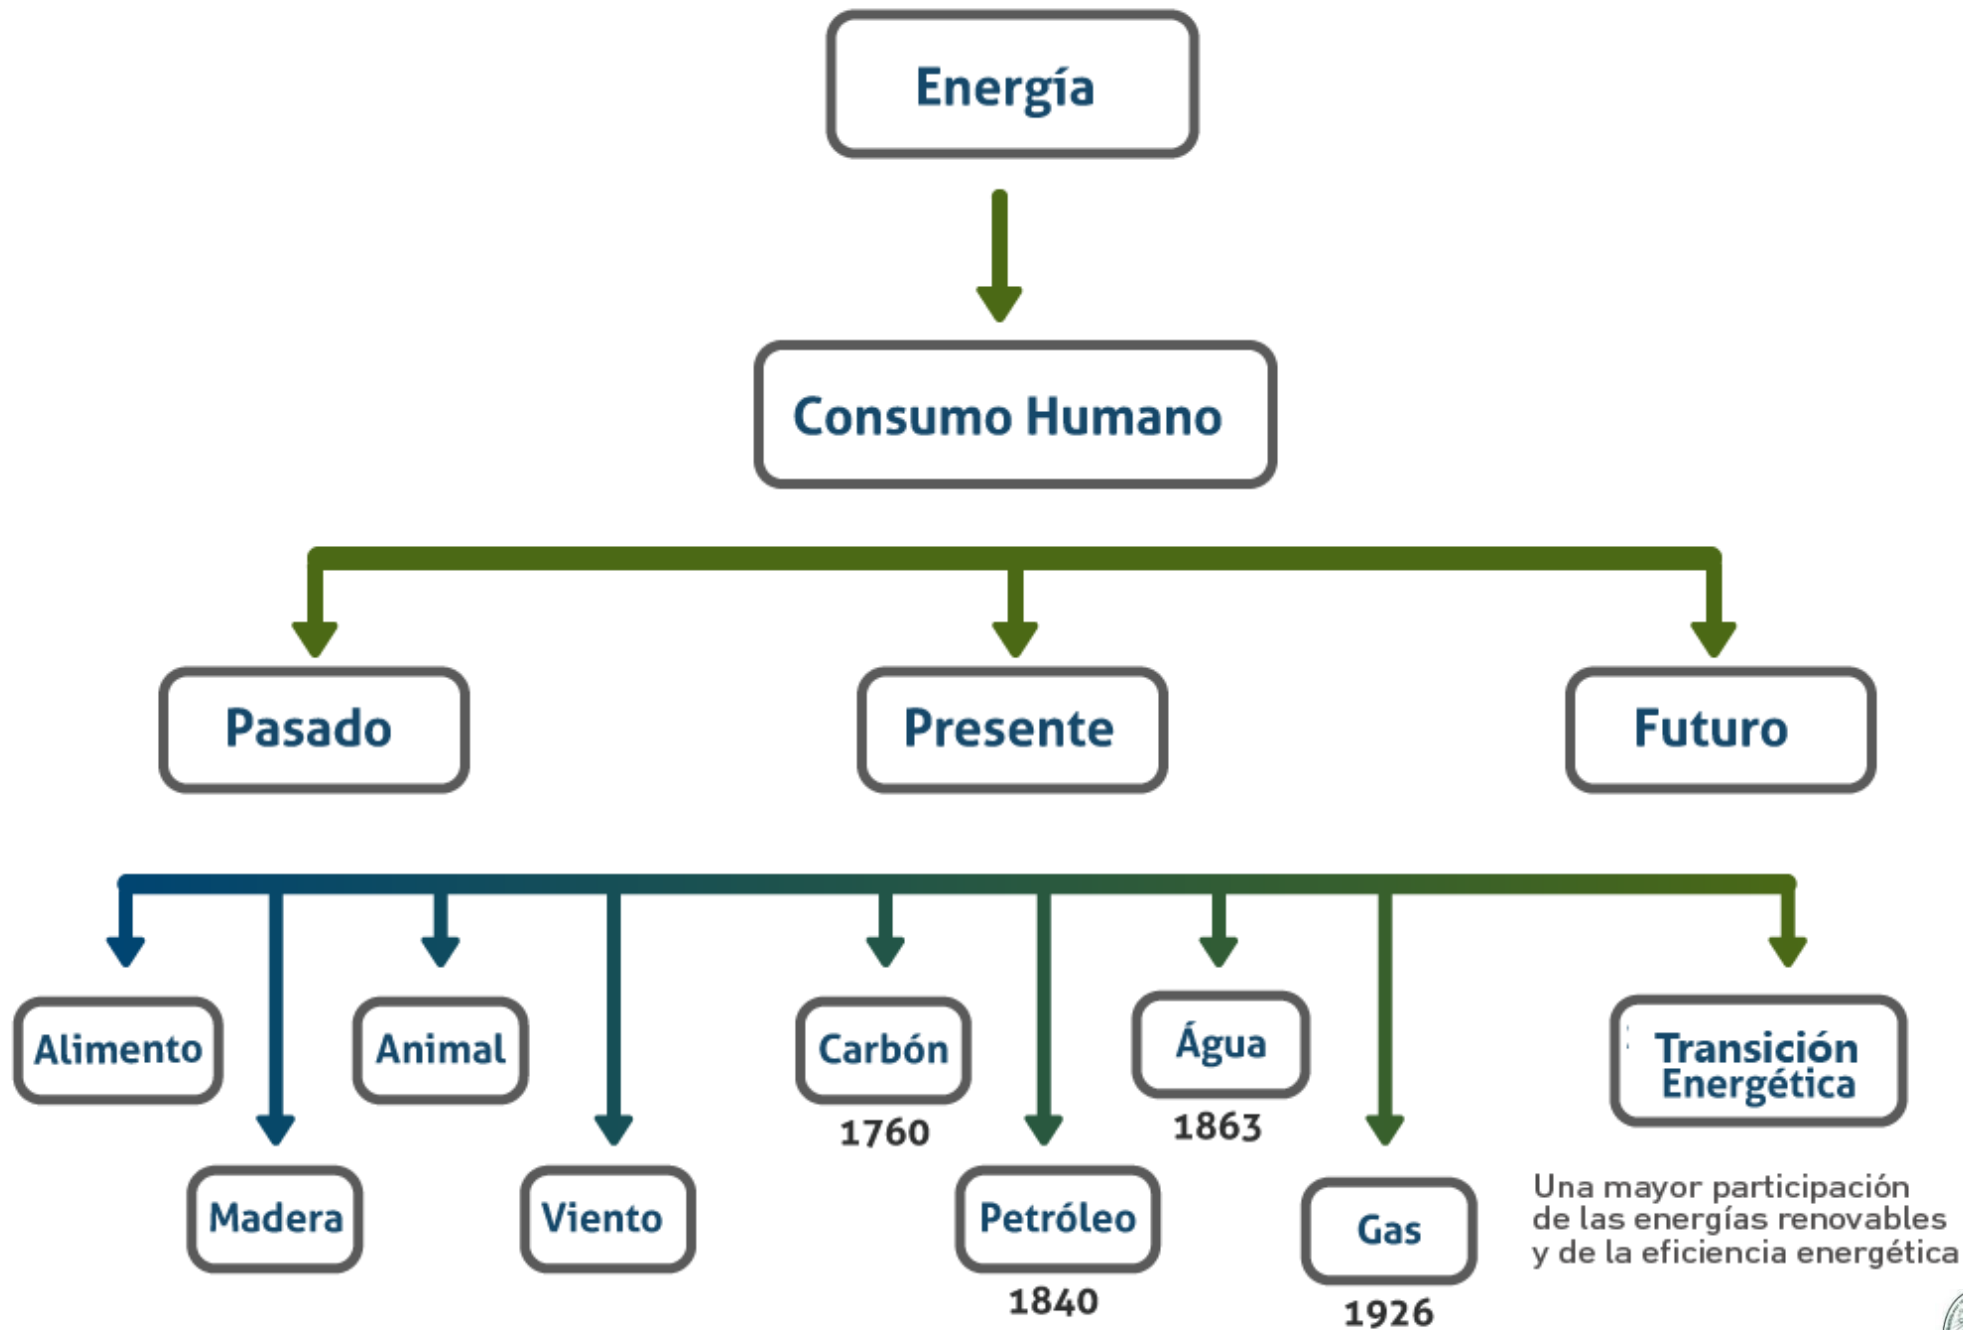 Energía
Consumo Humano
Pasado
Presente
Futuro
Alimento
Animal
Carbón
1760
Água
1863
Transición
Energética
Madera
Viento
Petróleo
1840
Gas
1926
Una mayor participación
de las energías renovables
y de la eficiencia energética